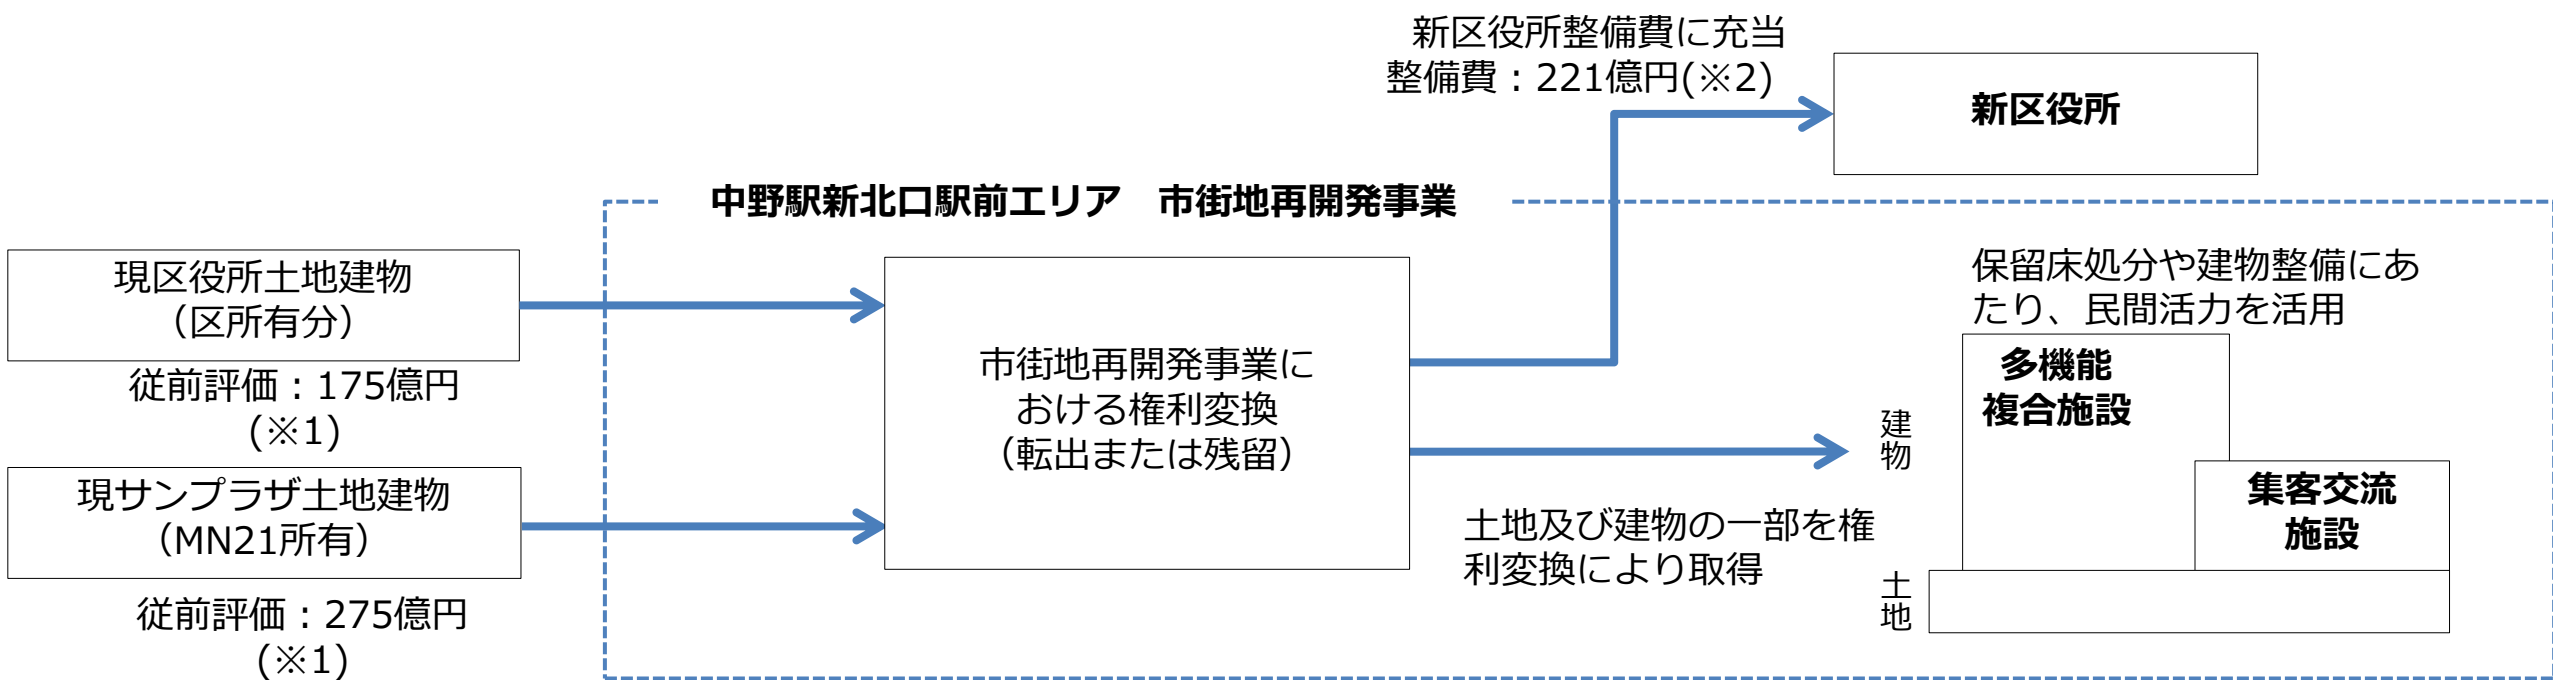 新区役所整備費に充当
整備費：221億円(※2)
新区役所
中野駅新北口駅前エリア　市街地再開発事業
現区役所土地建物
（区所有分）
従前評価：175億円
(※1)
現サンプラザ土地建物
（MN21所有）
従前評価：275億円
(※1)
市街地再開発事業に
おける権利変換
（転出または残留）
土地及び建物の一部を権
利変換により取得
保留床処分や建物整備にあ
たり、民間活力を活用
多機能
複合施設
建物
集客交流
施設
土地